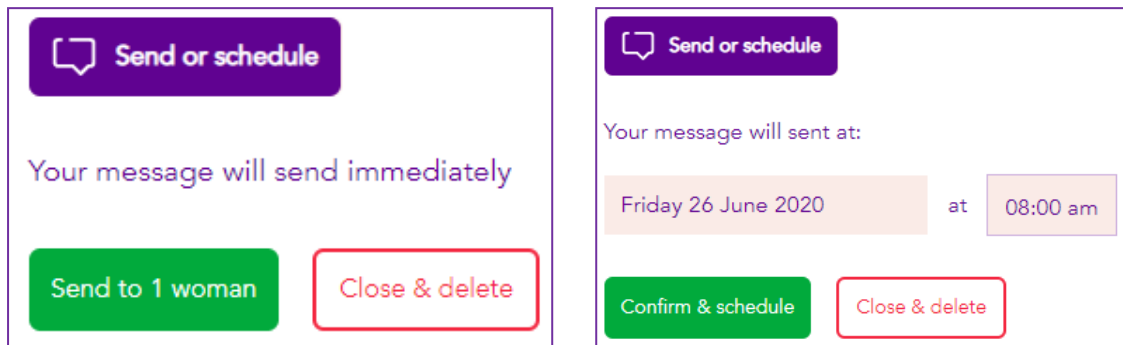 Send or schedule
Your message will send immediately
Send to 1 woman
Close & delete
Send or schedule
Your message will sent at:
Friday 26 June 2020 at 08:00 am
Confirm & schedule
Close & delete